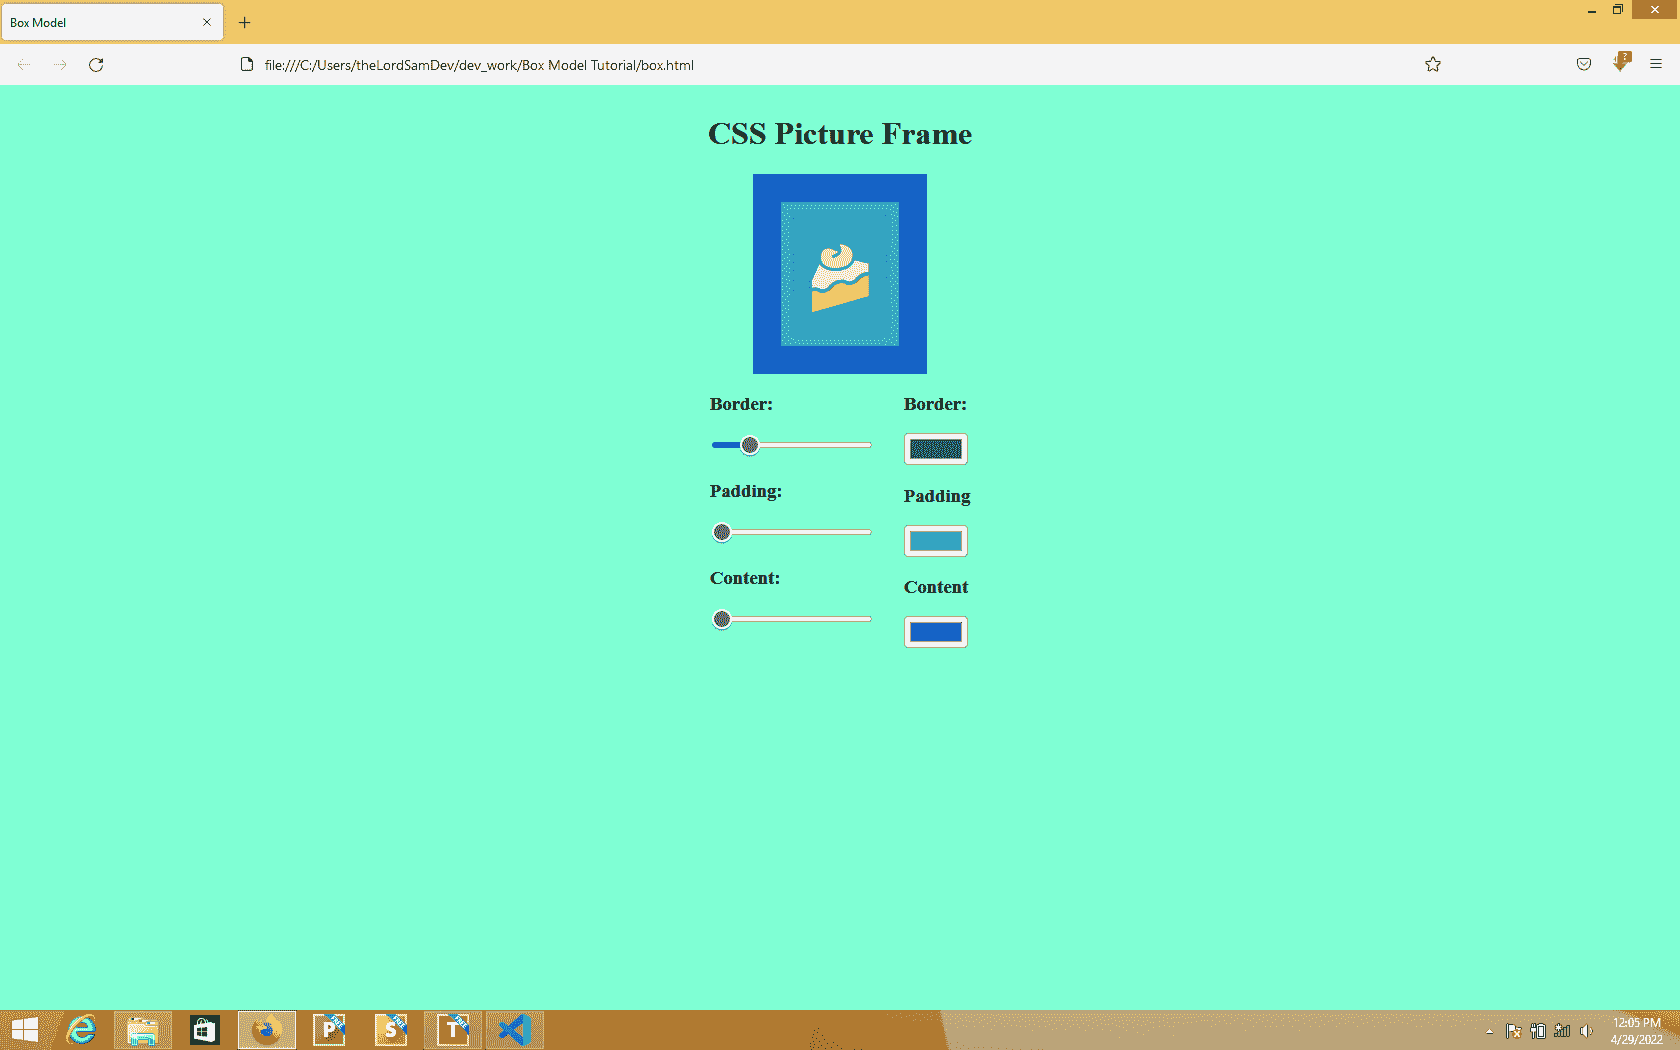 Box Model
file:///C:/Users/theLordSamDev/dev_work/Box Model Tutorial/box.html
CSS Picture Frame
Border:
Border:
Padding:
Padding
Content:
Content
P
S
T
12:05 PM
4/29/2022